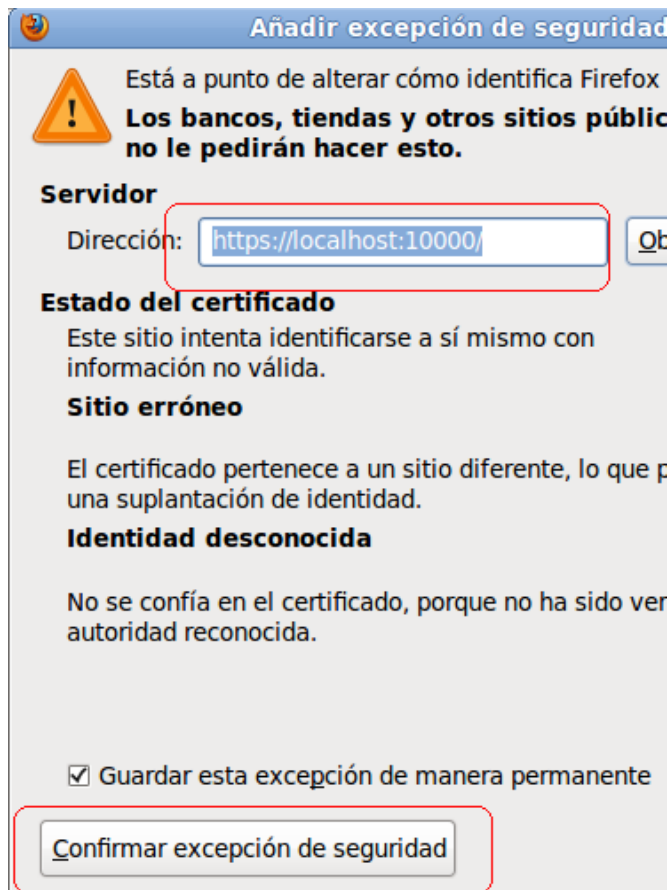 Añadir excepción de seguridad
Está a punto de alterar cómo identifica Firefox
Los bancos, tiendas y otros sitios públic
no le pedirán hacer esto.
Servidor
Dirección: https://localhost:10000/ Ob
Estado del certificado
Este sitio intenta identificarse a sí mismo con
información no válida.
Sitio erróneo
El certificado pertenece a un sitio diferente, lo que p
una suplantación de identidad.
Identidad desconocida
No se confía en el certificado, porque no ha sido ver
autoridad reconocida.
Guardar esta excepción de manera permanente
Confirmar excepción de seguridad